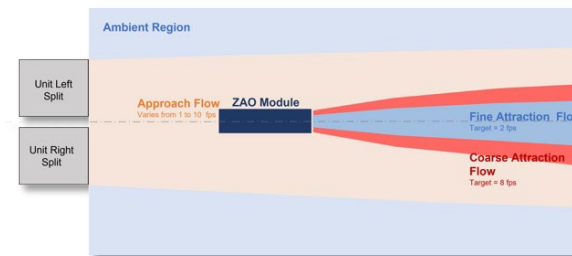 Ambient Region
Unit Left
Split
Approach Flow
Varies from 1 to 10 fps
ZAO Module
Fine Attraction Flo
Target = 2 fps
Unit Right
Split
Coarse Attraction
Flow
Target = 8 fps